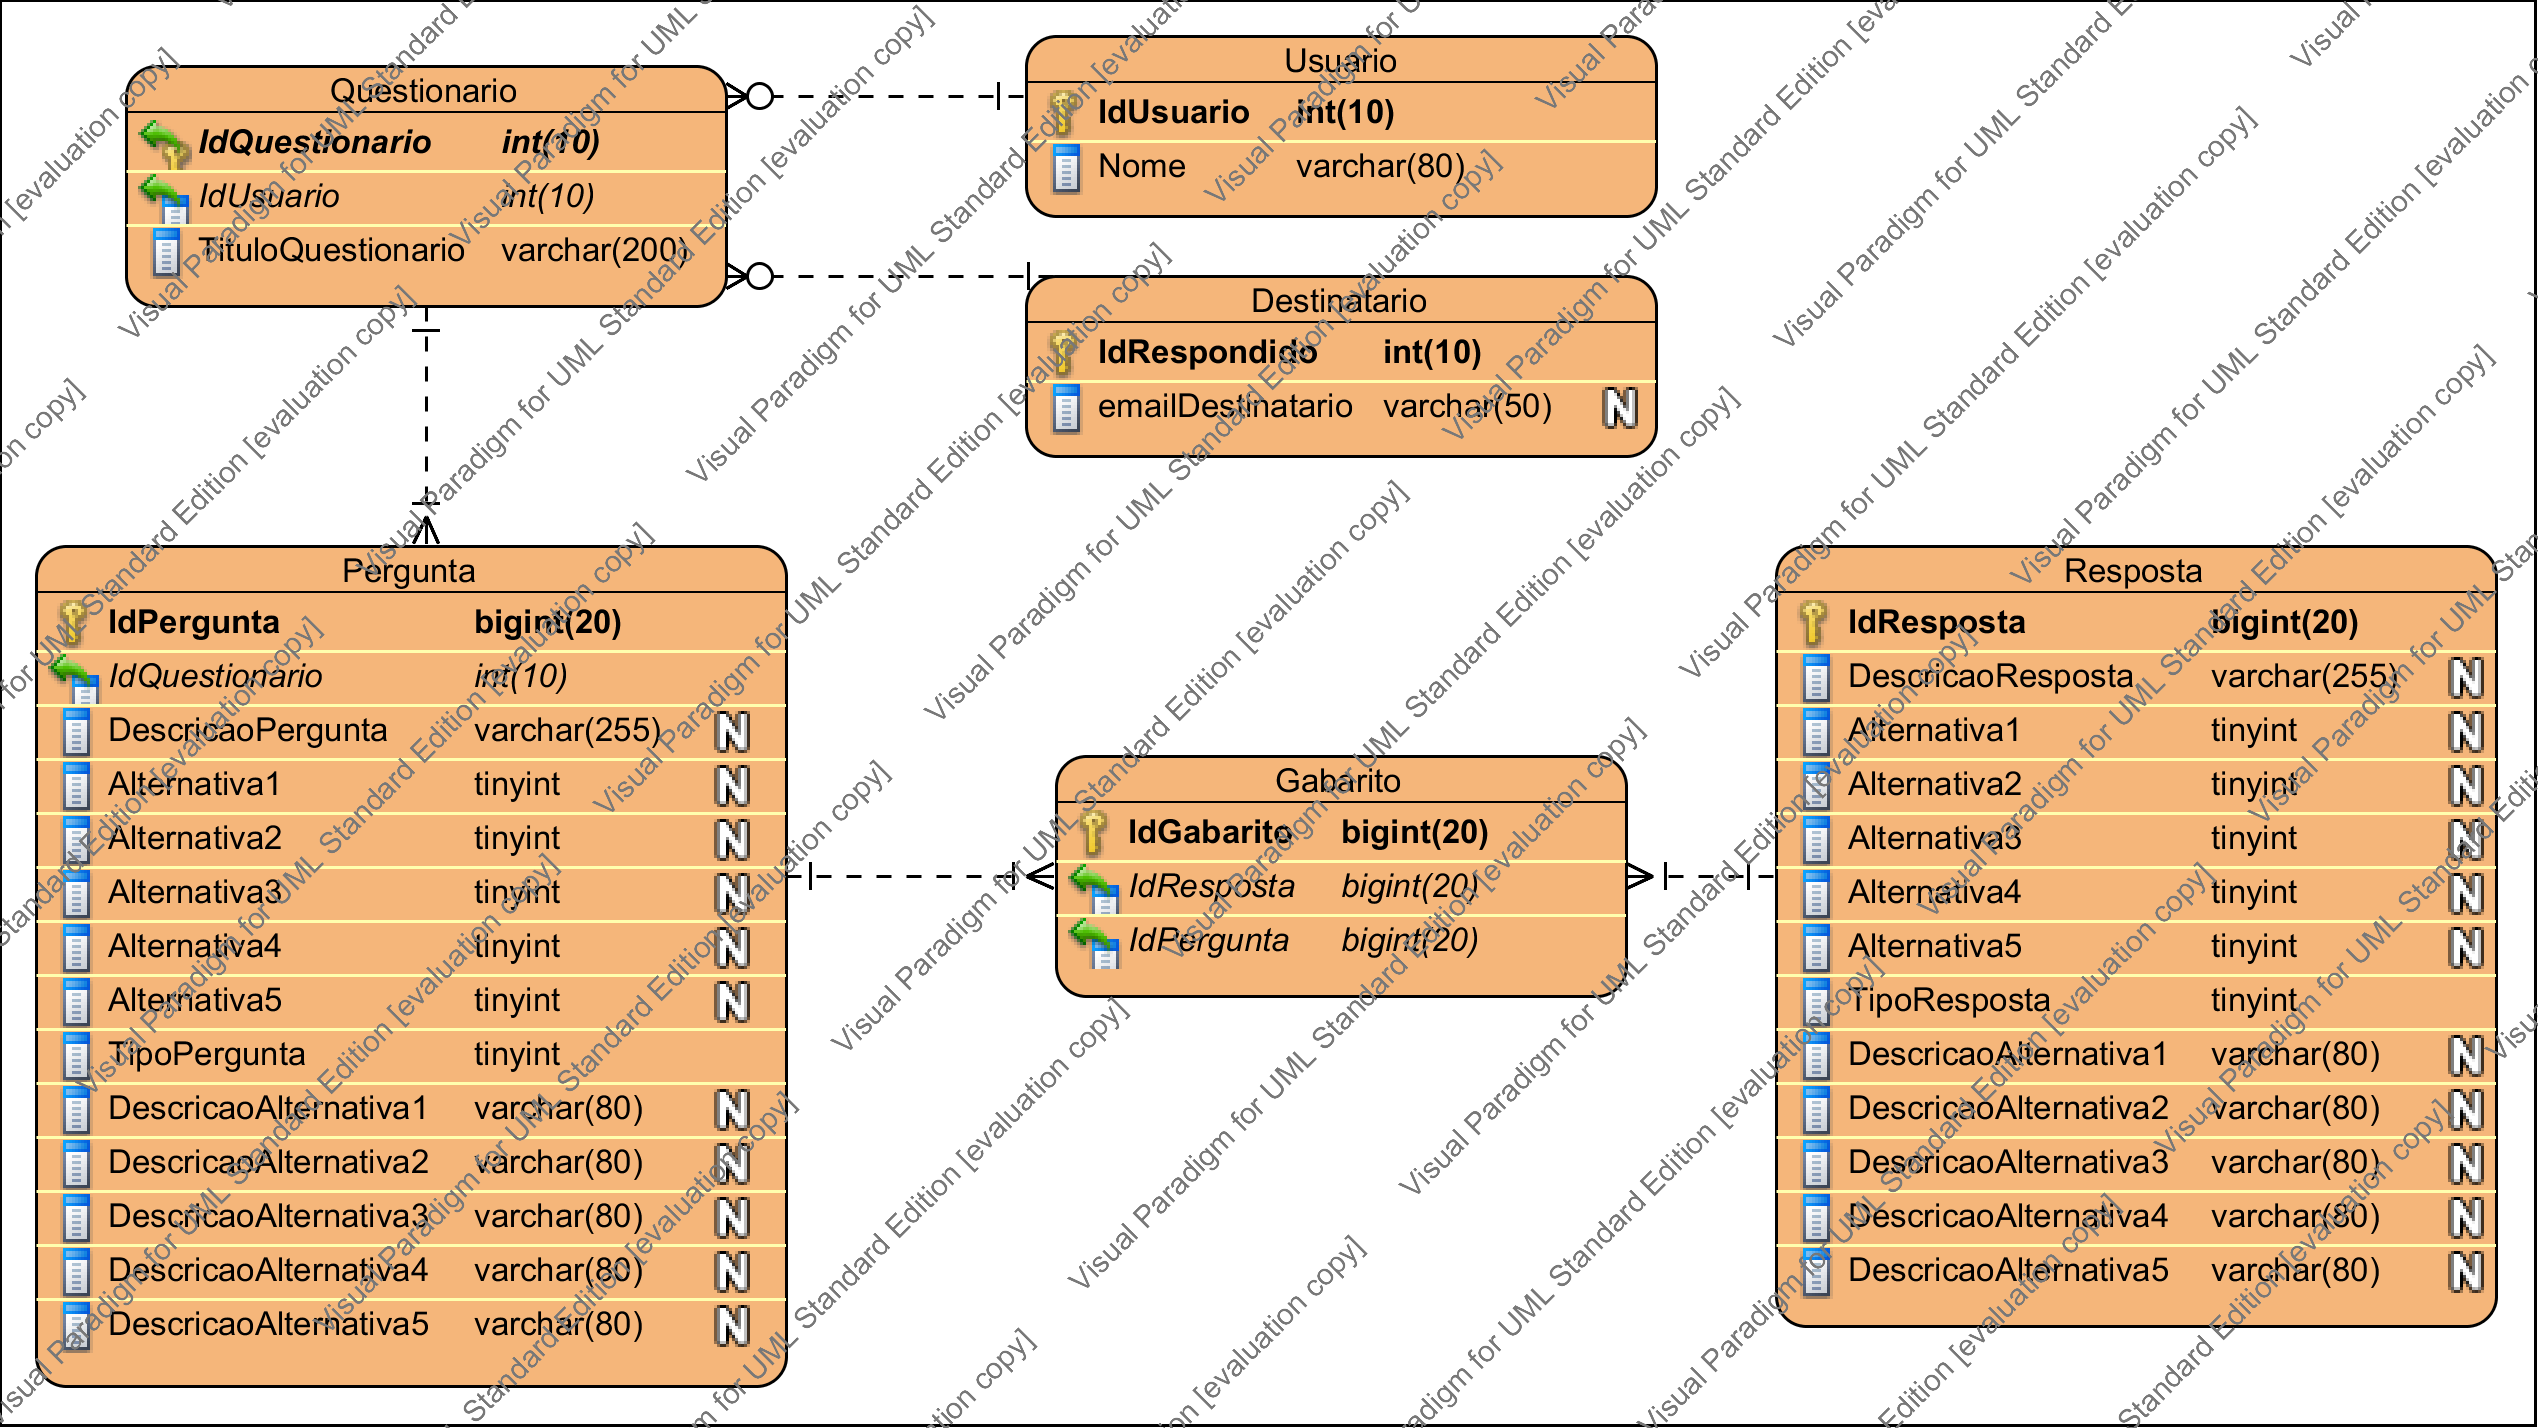 Questionario
IdQuestionario int(10)
IdUsuario int(10)
TituloQuestionario varchar(200)
Usuario
IdUsuario int(10)
Nome varchar(80)
Destinatario
IdRespondido int(10)
emailDestinatario varchar(50) N
Pergunta
IdPergunta bigint(20)
IdQuestionario int(10)
DescricaoPergunta varchar(255) N
Alternativa1 tinyint N
Alternativa2 tinyint N
Alternativa3 tinyint N
Alternativa4 tinyint N
Alternativa5 tinyint N
TipoPergunta tinyint
DescricaoAlternativa1 varchar(80) N
DescricaoAlternativa2 varchar(80) N
DescricaoAlternativa3 varchar(80) N
DescricaoAlternativa4 varchar(80) N
DescricaoAlternativa5 varchar(80) N
Gabarito
IdGabarito bigint(20)
IdResposta bigint(20)
IdPergunta bigint(20)
Resposta
IdResposta bigint(20)
DescricaoResposta varchar(255) N
Alternativa1 tinyint N
Alternativa2 tinyint N
Alternativa3 tinyint N
Alternativa4 tinyint N
Alternativa5 tinyint N
TipoResposta tinyint
DescricaoAlternativa1 varchar(80) N
DescricaoAlternativa2 varchar(80) N
DescricaoAlternativa3 varchar(80) N
DescricaoAlternativa4 varchar(80) N
DescricaoAlternativa5 varchar(80) N
Visual Paradigm for UML Standard Edition [evaluation copy]